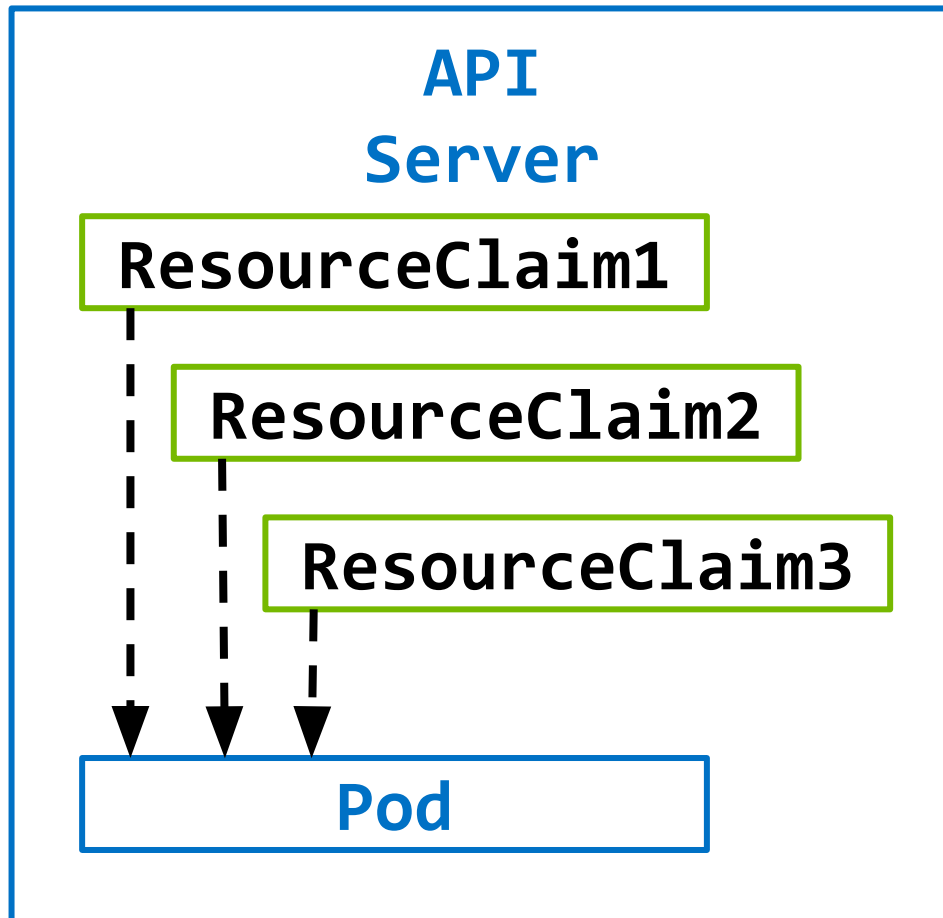 API
Server
ResourceClaim1
ResourceClaim2
ResourceClaim3
Pod